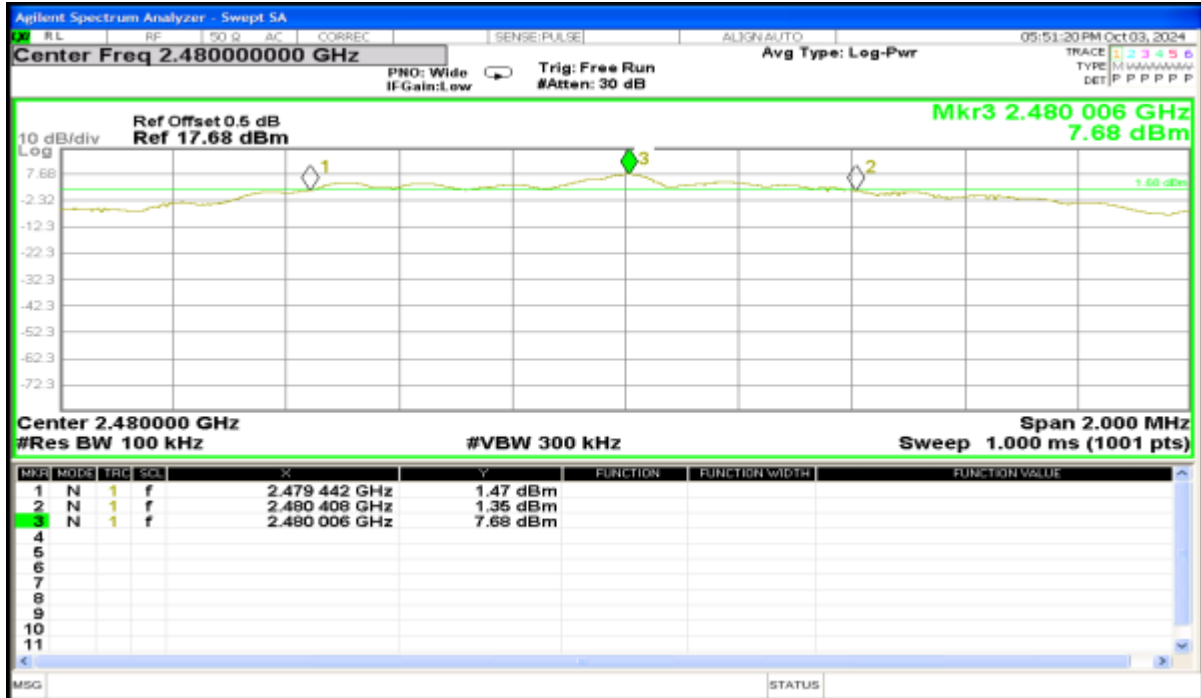 Agilent Spectrum Analyzer - Swept SA
RL RF 50 Ω AC CORREC SENSE:PULSE ALIGN AUTO 05:51:20 PM Oct 03, 2024
Center Freq 2.480000000 GHz Avg Type: Log-Pwr TRACE 1 2 3 4 5 6
PNO: Wide Trig: Free Run TYPE M
IFGain:Low #Atten: 30 dB DET P P P P P P
Mkr3 2.480 006 GHz
7.68 dBm
Ref Offset 0.5 dB
10 dB/div Ref 17.68 dBm
Log
1 3 2
7.68
1.68 dBm
-2.32
-12.3
-22.3
-32.3
-42.3
-52.3
-62.3
-72.3
Center 2.480000 GHz Span 2.000 MHz
#Res BW 100 kHz #VBW 300 kHz Sweep 1.000 ms (1001 pts)
MKR MODE TRC SCL X Y FUNCTION FUNCTION WIDTH FUNCTION VALUE
1 N 1 f 2.479 442 GHz 1.47 dBm
2 N 1 f 2.480 408 GHz 1.35 dBm
3 N 1 f 2.480 006 GHz 7.68 dBm
4
5
6
7
8
9
10
11
MSG STATUS